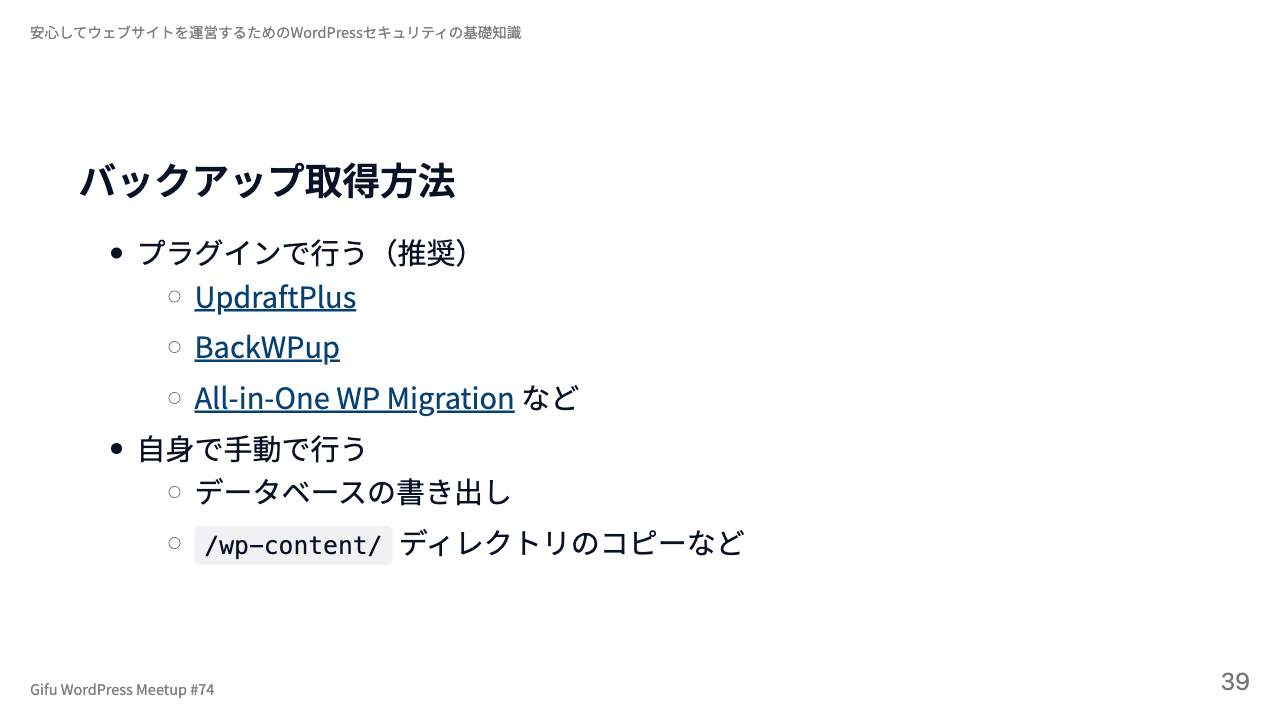 安心してウェブサイトを運営するためのWordPressセキュリティの基礎知識
バックアップ取得方法
プラグインで行う（推奨）
UpdraftPlus
BackWPup
All-in-One WP Migration など
自身で手動で行う
データベースの書き出し
/wp-content/ ディレクトリのコピーなど
Gifu WordPress Meetup #74
39